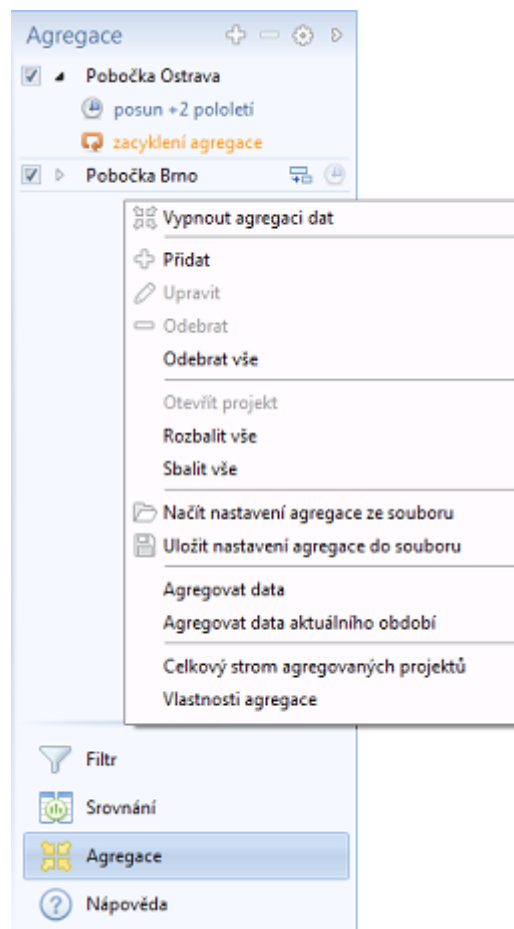 Agregace
Pobočka Ostrava
posun +2 pololetí
zacyklení agregace
Pobočka Brno
Vypnout agregaci dat
Přidat
Upravit
Odebrat
Odebrat vše
Otevřít projekt
Rozbalit vše
Sbalit vše
Načíst nastavení agregace ze souboru
Uložit nastavení agregace do souboru
Agregovat data
Agregovat data aktuálního období
Celkový strom agregovaných projektů
Vlastnosti agregace
Filtr
Srovnání
Agregace
Nápověda